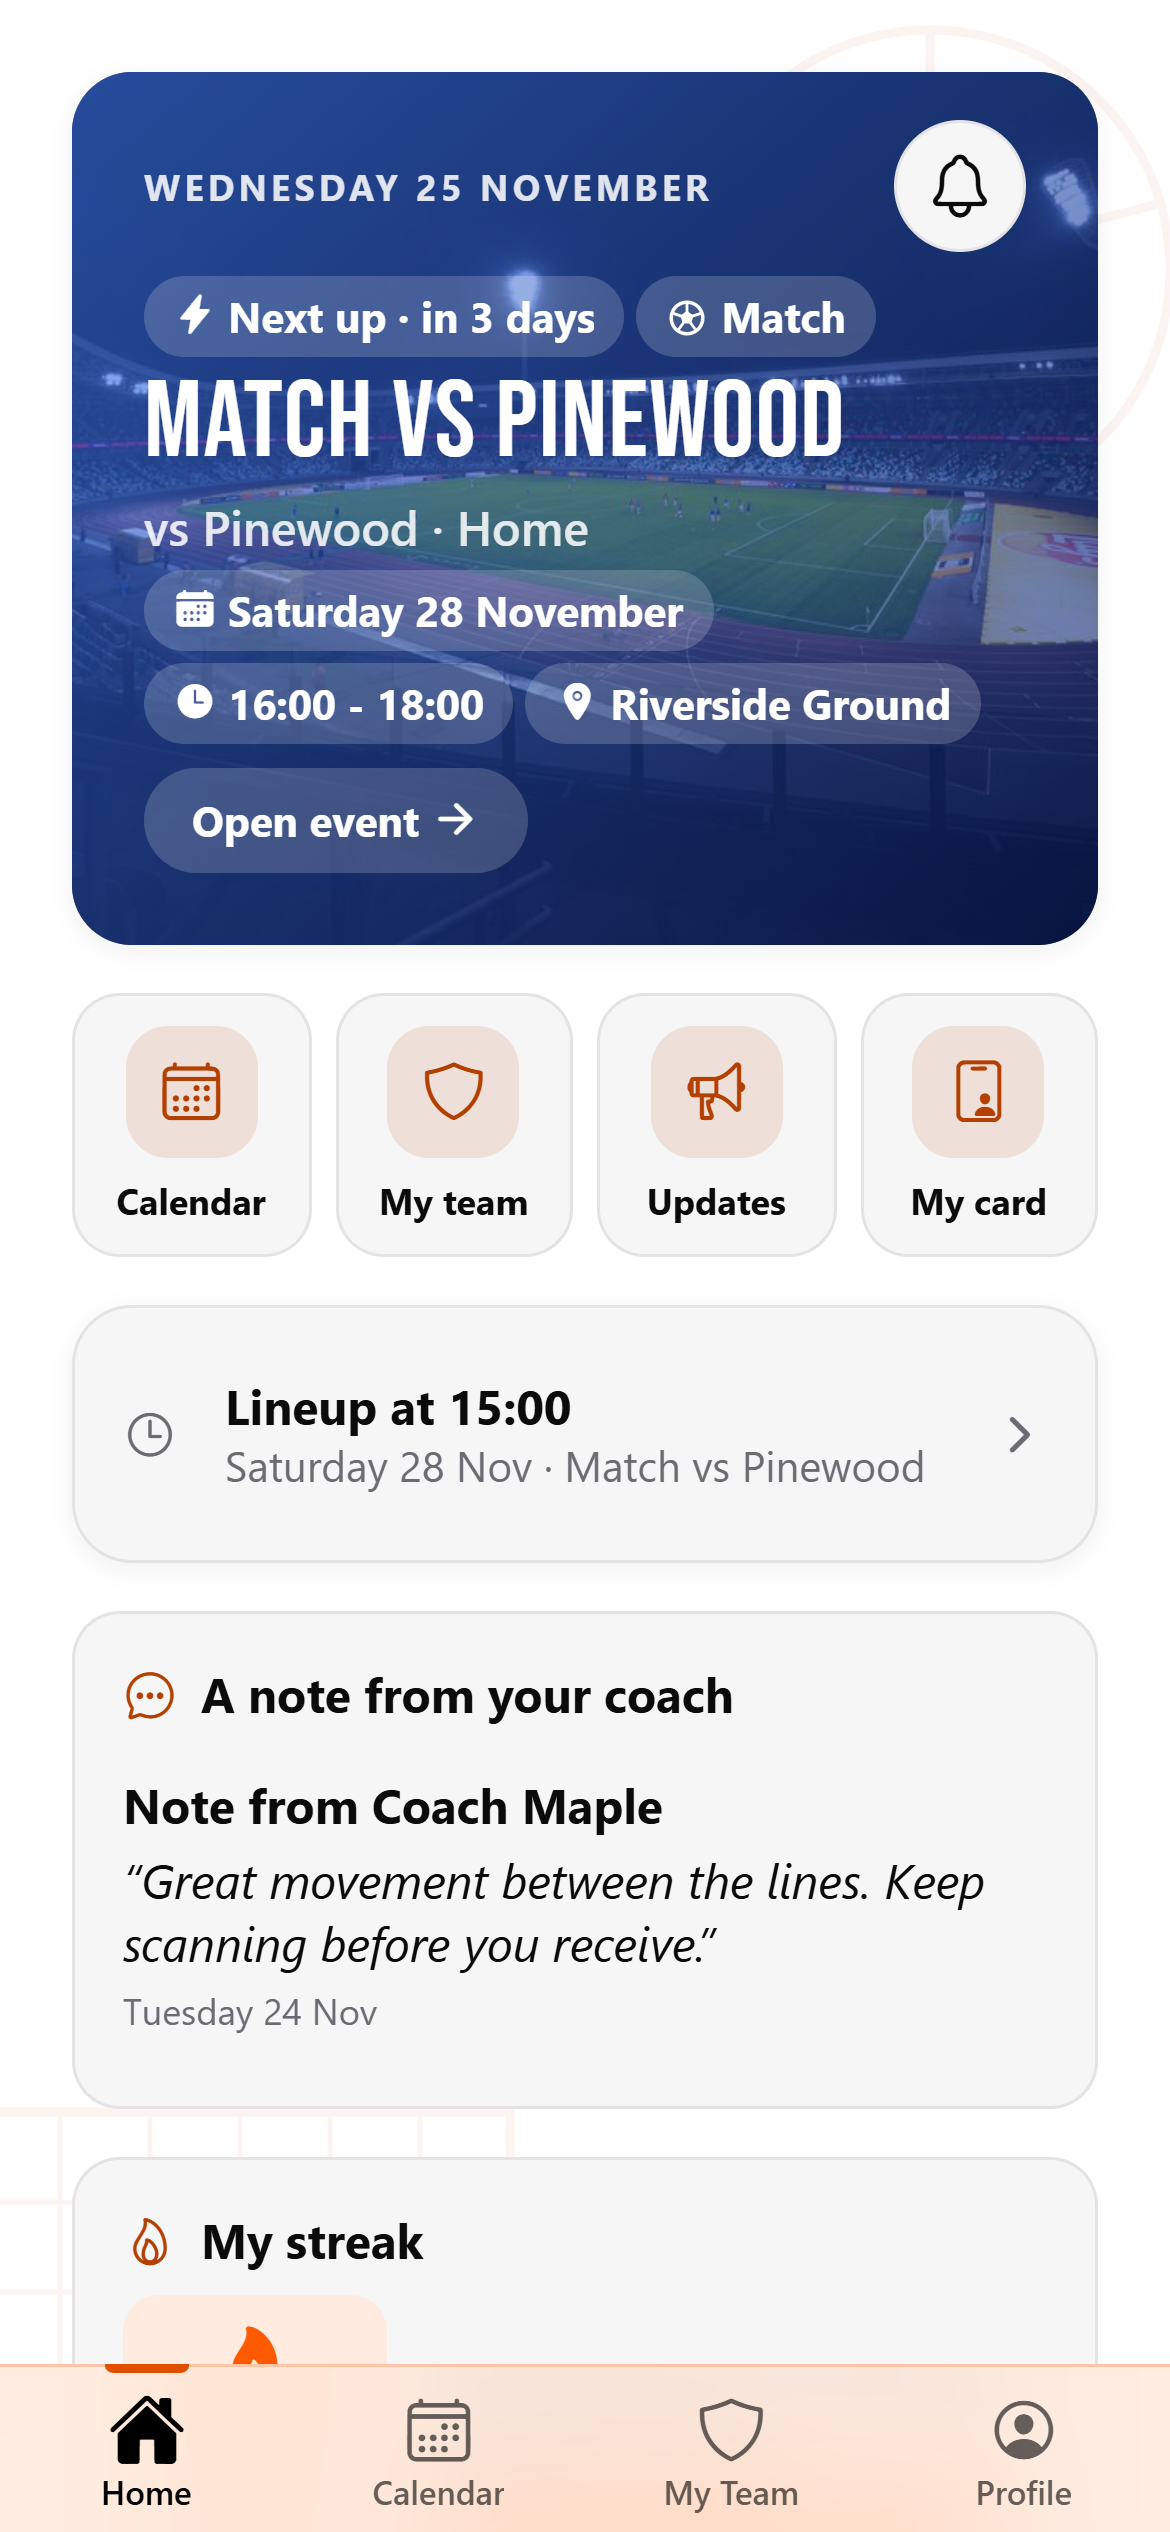 WEDNESDAY 25 NOVEMBER
Next up · in 3 days
Match
MATCH VS PINEWOOD
vs Pinewood · Home
Saturday 28 November
16:00 - 18:00
Riverside Ground
Open event
Calendar
My team
Updates
My card
Lineup at 15:00
Saturday 28 Nov · Match vs Pinewood
A note from your coach
Note from Coach Maple
“Great movement between the lines. Keep
scanning before you receive.”
Tuesday 24 Nov
My streak
Home
Calendar
My Team
Profile